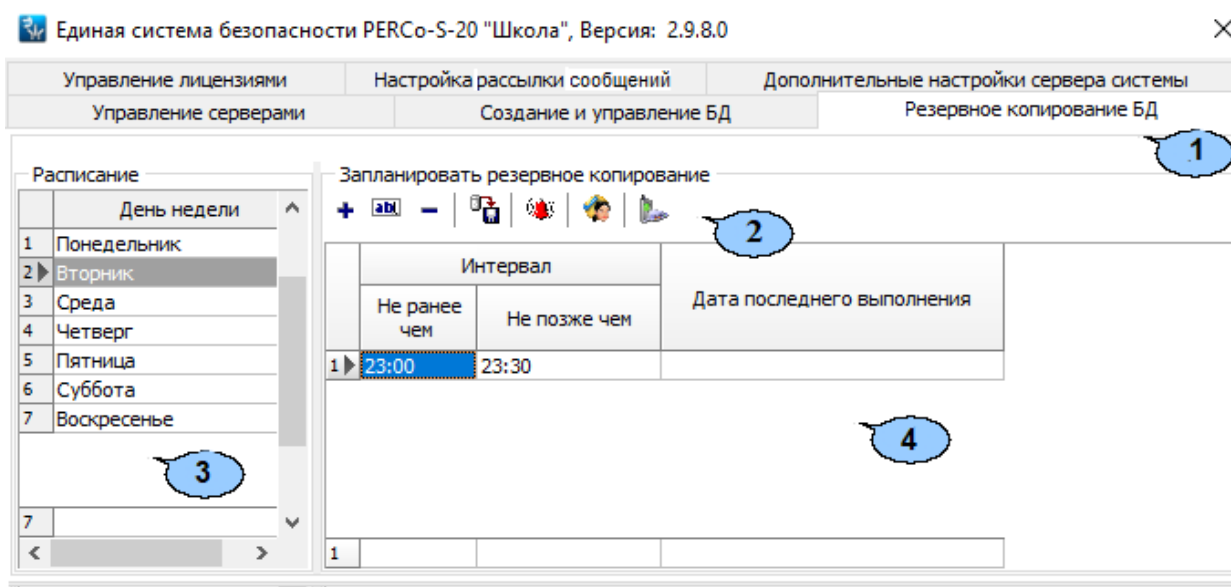 Единая система безопасности PERCo-S-20 "Школа", Версия: 2.9.8.0
Управление лицензиями Настройка рассылки сообщений Дополнительные настройки сервера системы
Управление серверами Создание и управление БД Резервное копирование БД
1
Расписание
День недели
1 Понедельник
2 Вторник
3 Среда
4 Четверг
5 Пятница
6 Суббота
7 Воскресенье
3
7
Запланировать резервное копирование
ab
2
Интервал
Не ранее чем
Не позже чем
Дата последнего выполнения
1 23:00 23:30
4
1